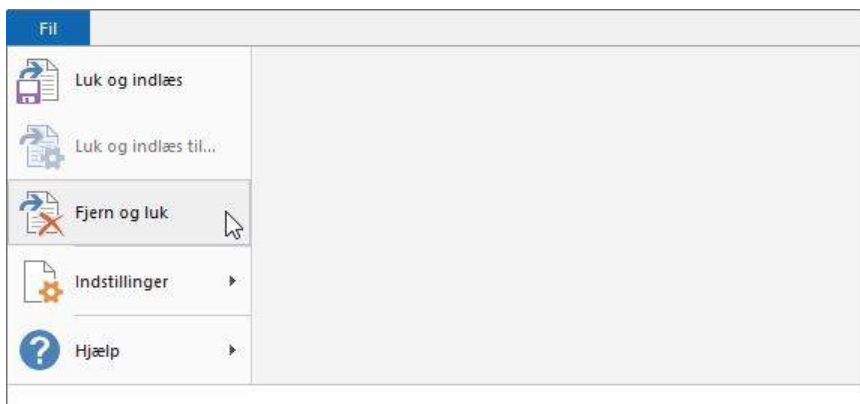 Fil
Luk og indlæs
Luk og indlæs til...
Fjern og luk
Indstillinger
Hjælp